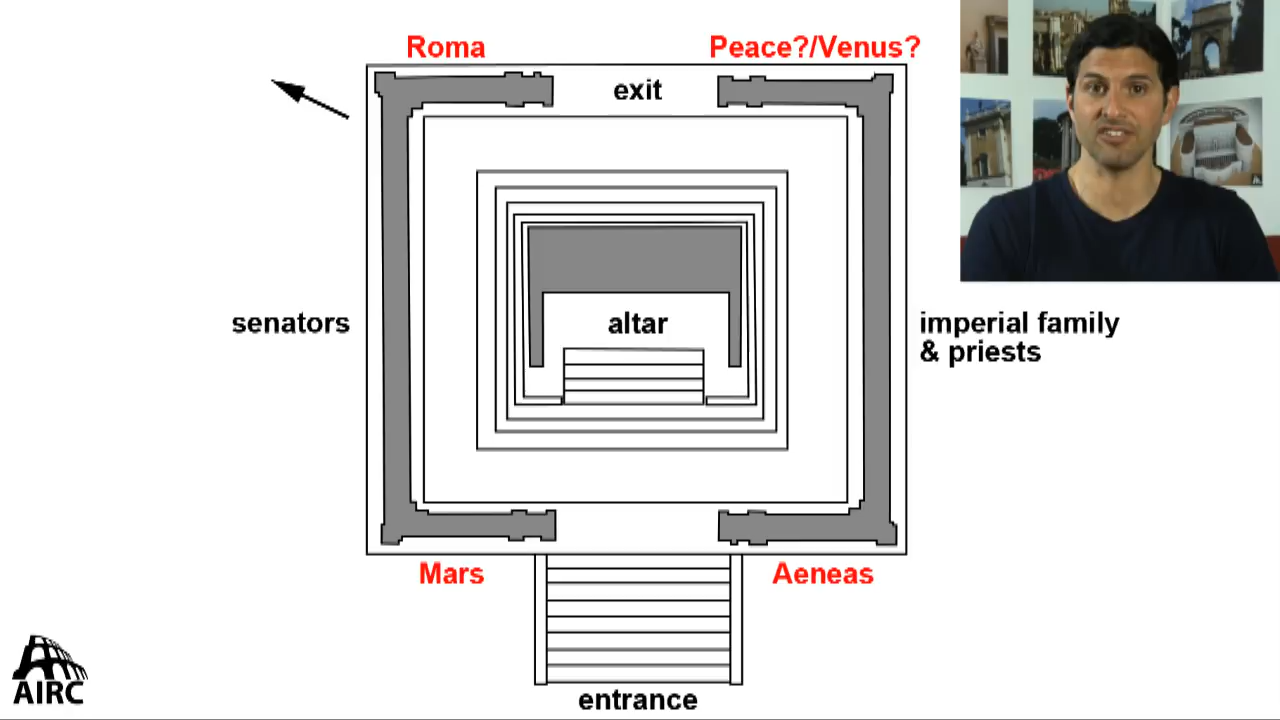 Roma
Peace?/Venus?
exit
senators
altar
imperial family
& priests
Mars
Aeneas
entrance
AIRC